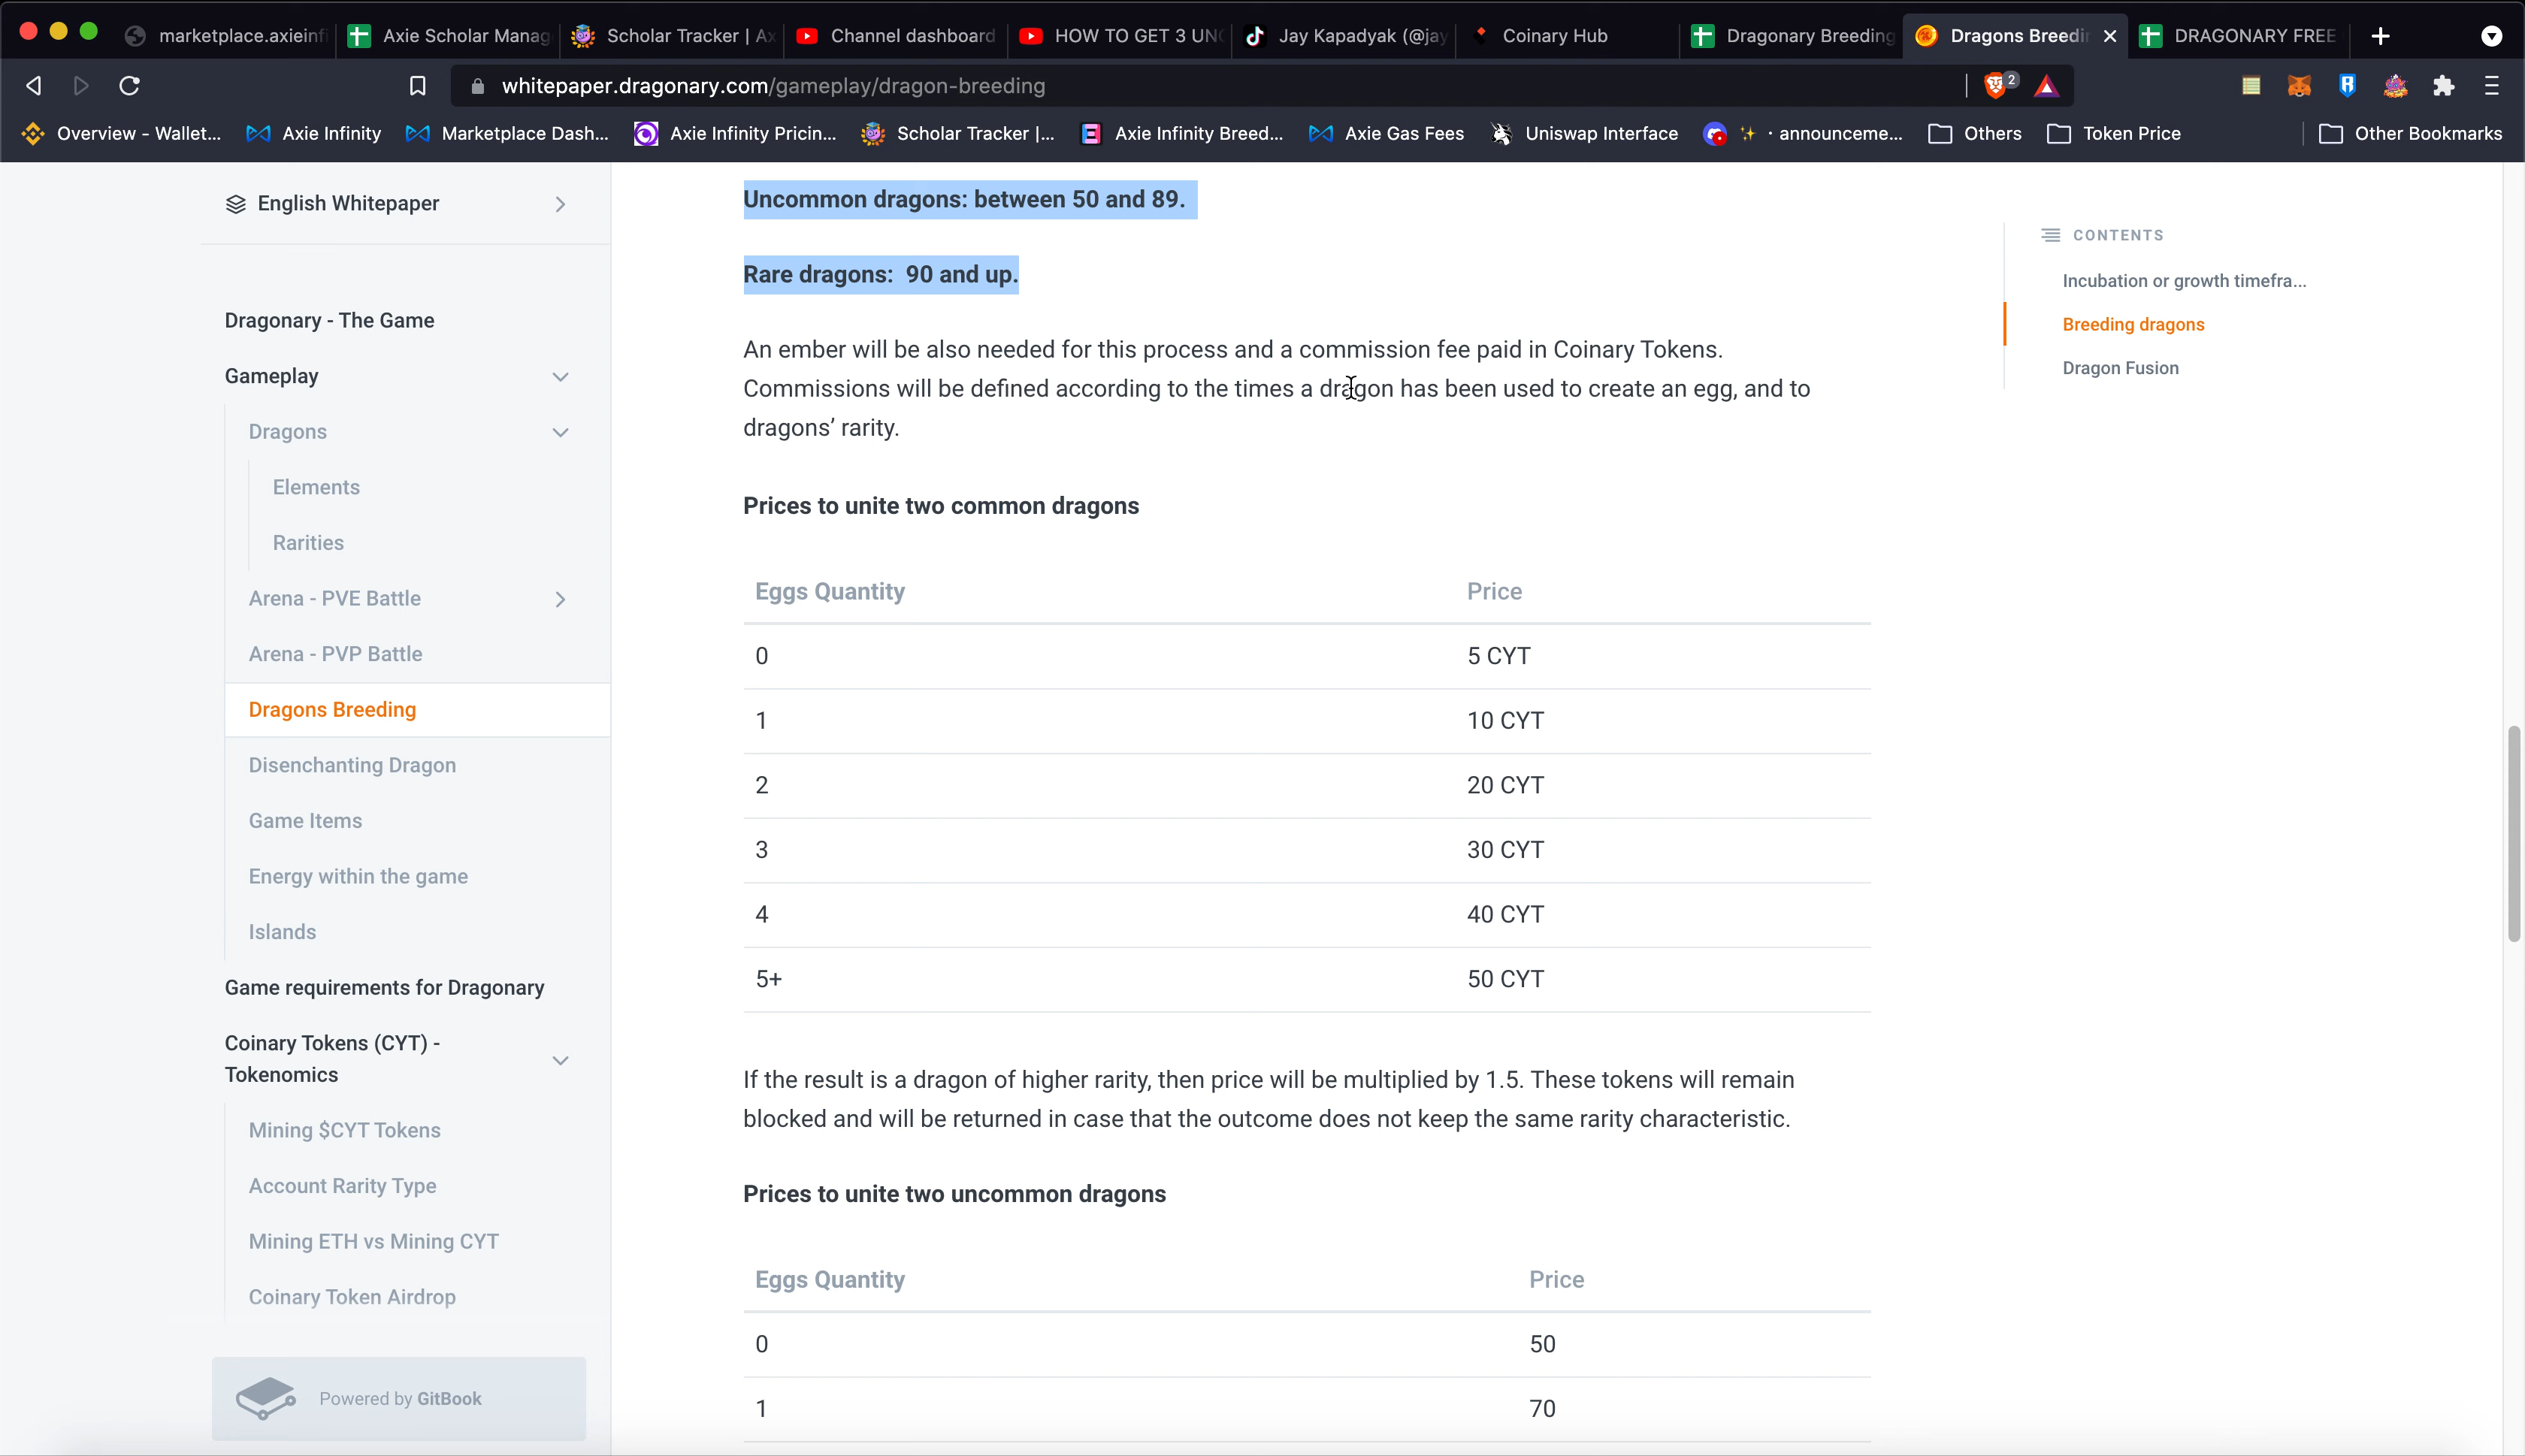 marketplace.axieinfi
Axie Scholar Manag
Scholar Tracker | Ax
Channel dashboard
HOW TO GET 3 UNC
Jay Kapadyak (@jay
Coinary Hub
Dragonary Breeding
Dragons Breedin
DRAGONARY FREE
whitepaper.dragonary.com/gameplay/dragon-breeding
2
Overview - Wallet...
Axie Infinity
Marketplace Dash...
Axie Infinity Pricin...
Scholar Tracker |...
Axie Infinity Breed...
Axie Gas Fees
Uniswap Interface
· announceme...
Others
Token Price
Other Bookmarks
English Whitepaper
Dragonary - The Game
Gameplay
Dragons
Elements
Rarities
Arena - PVE Battle
Arena - PVP Battle
Dragons Breeding
Disenchanting Dragon
Game Items
Energy within the game
Islands
Game requirements for Dragonary
Coinary Tokens (CYT) -
Tokenomics
Mining $CYT Tokens
Account Rarity Type
Mining ETH vs Mining CYT
Coinary Token Airdrop
Powered by GitBook
Uncommon dragons: between 50 and 89.
Rare dragons: 90 and up.
An ember will be also needed for this process and a commission fee paid in Coinary Tokens.
Commissions will be defined according to the times a dragon has been used to create an egg, and to
dragons’ rarity.
Prices to unite two common dragons
Eggs Quantity Price
0 5 CYT
1 10 CYT
2 20 CYT
3 30 CYT
4 40 CYT
5+ 50 CYT
If the result is a dragon of higher rarity, then price will be multiplied by 1.5. These tokens will remain
blocked and will be returned in case that the outcome does not keep the same rarity characteristic.
Prices to unite two uncommon dragons
Eggs Quantity Price
0 50
1 70
CONTENTS
Incubation or growth timefra...
Breeding dragons
Dragon Fusion